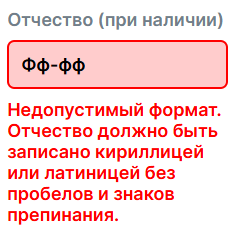 Отчество (при наличии)
Фф-фф
Недопустимый формат.
Отчество должно быть
записано кириллицей
или латиницей без
пробелов и знаков
препинания.